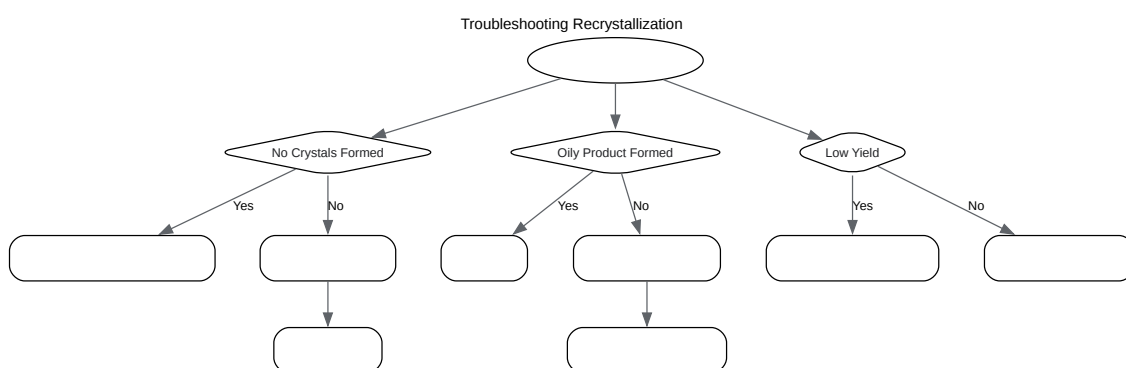 Troubleshooting Recrystallization
No Crystals Formed
Oily Product Formed
Low Yield
Yes
No
Yes
No
Yes
No